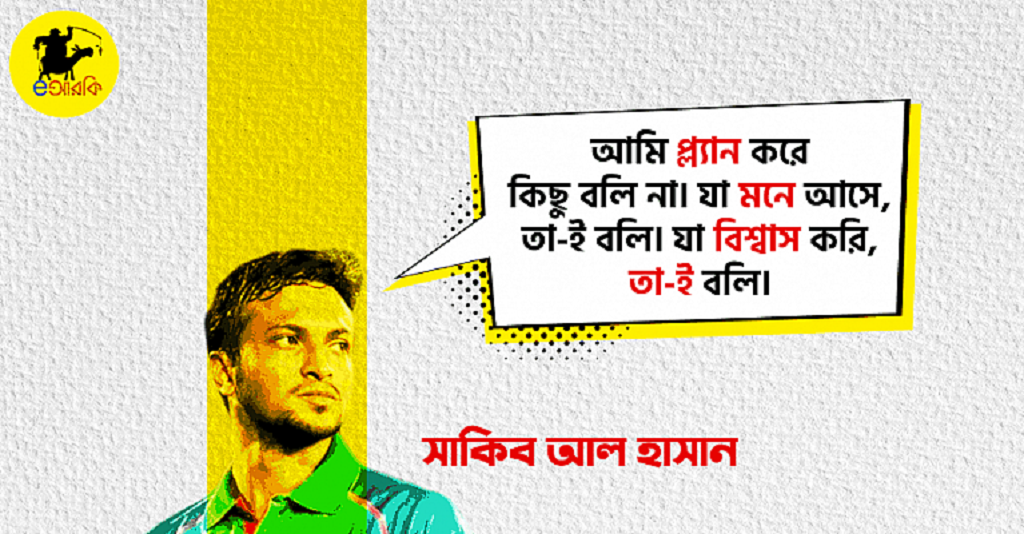 eআরকি
আমি প্ল্যান করে
কিছু বলি না। যা মনে আসে,
তা-ই বলি। যা বিশ্বাস করি,
তা-ই বলি।
সাকিব আল হাসান